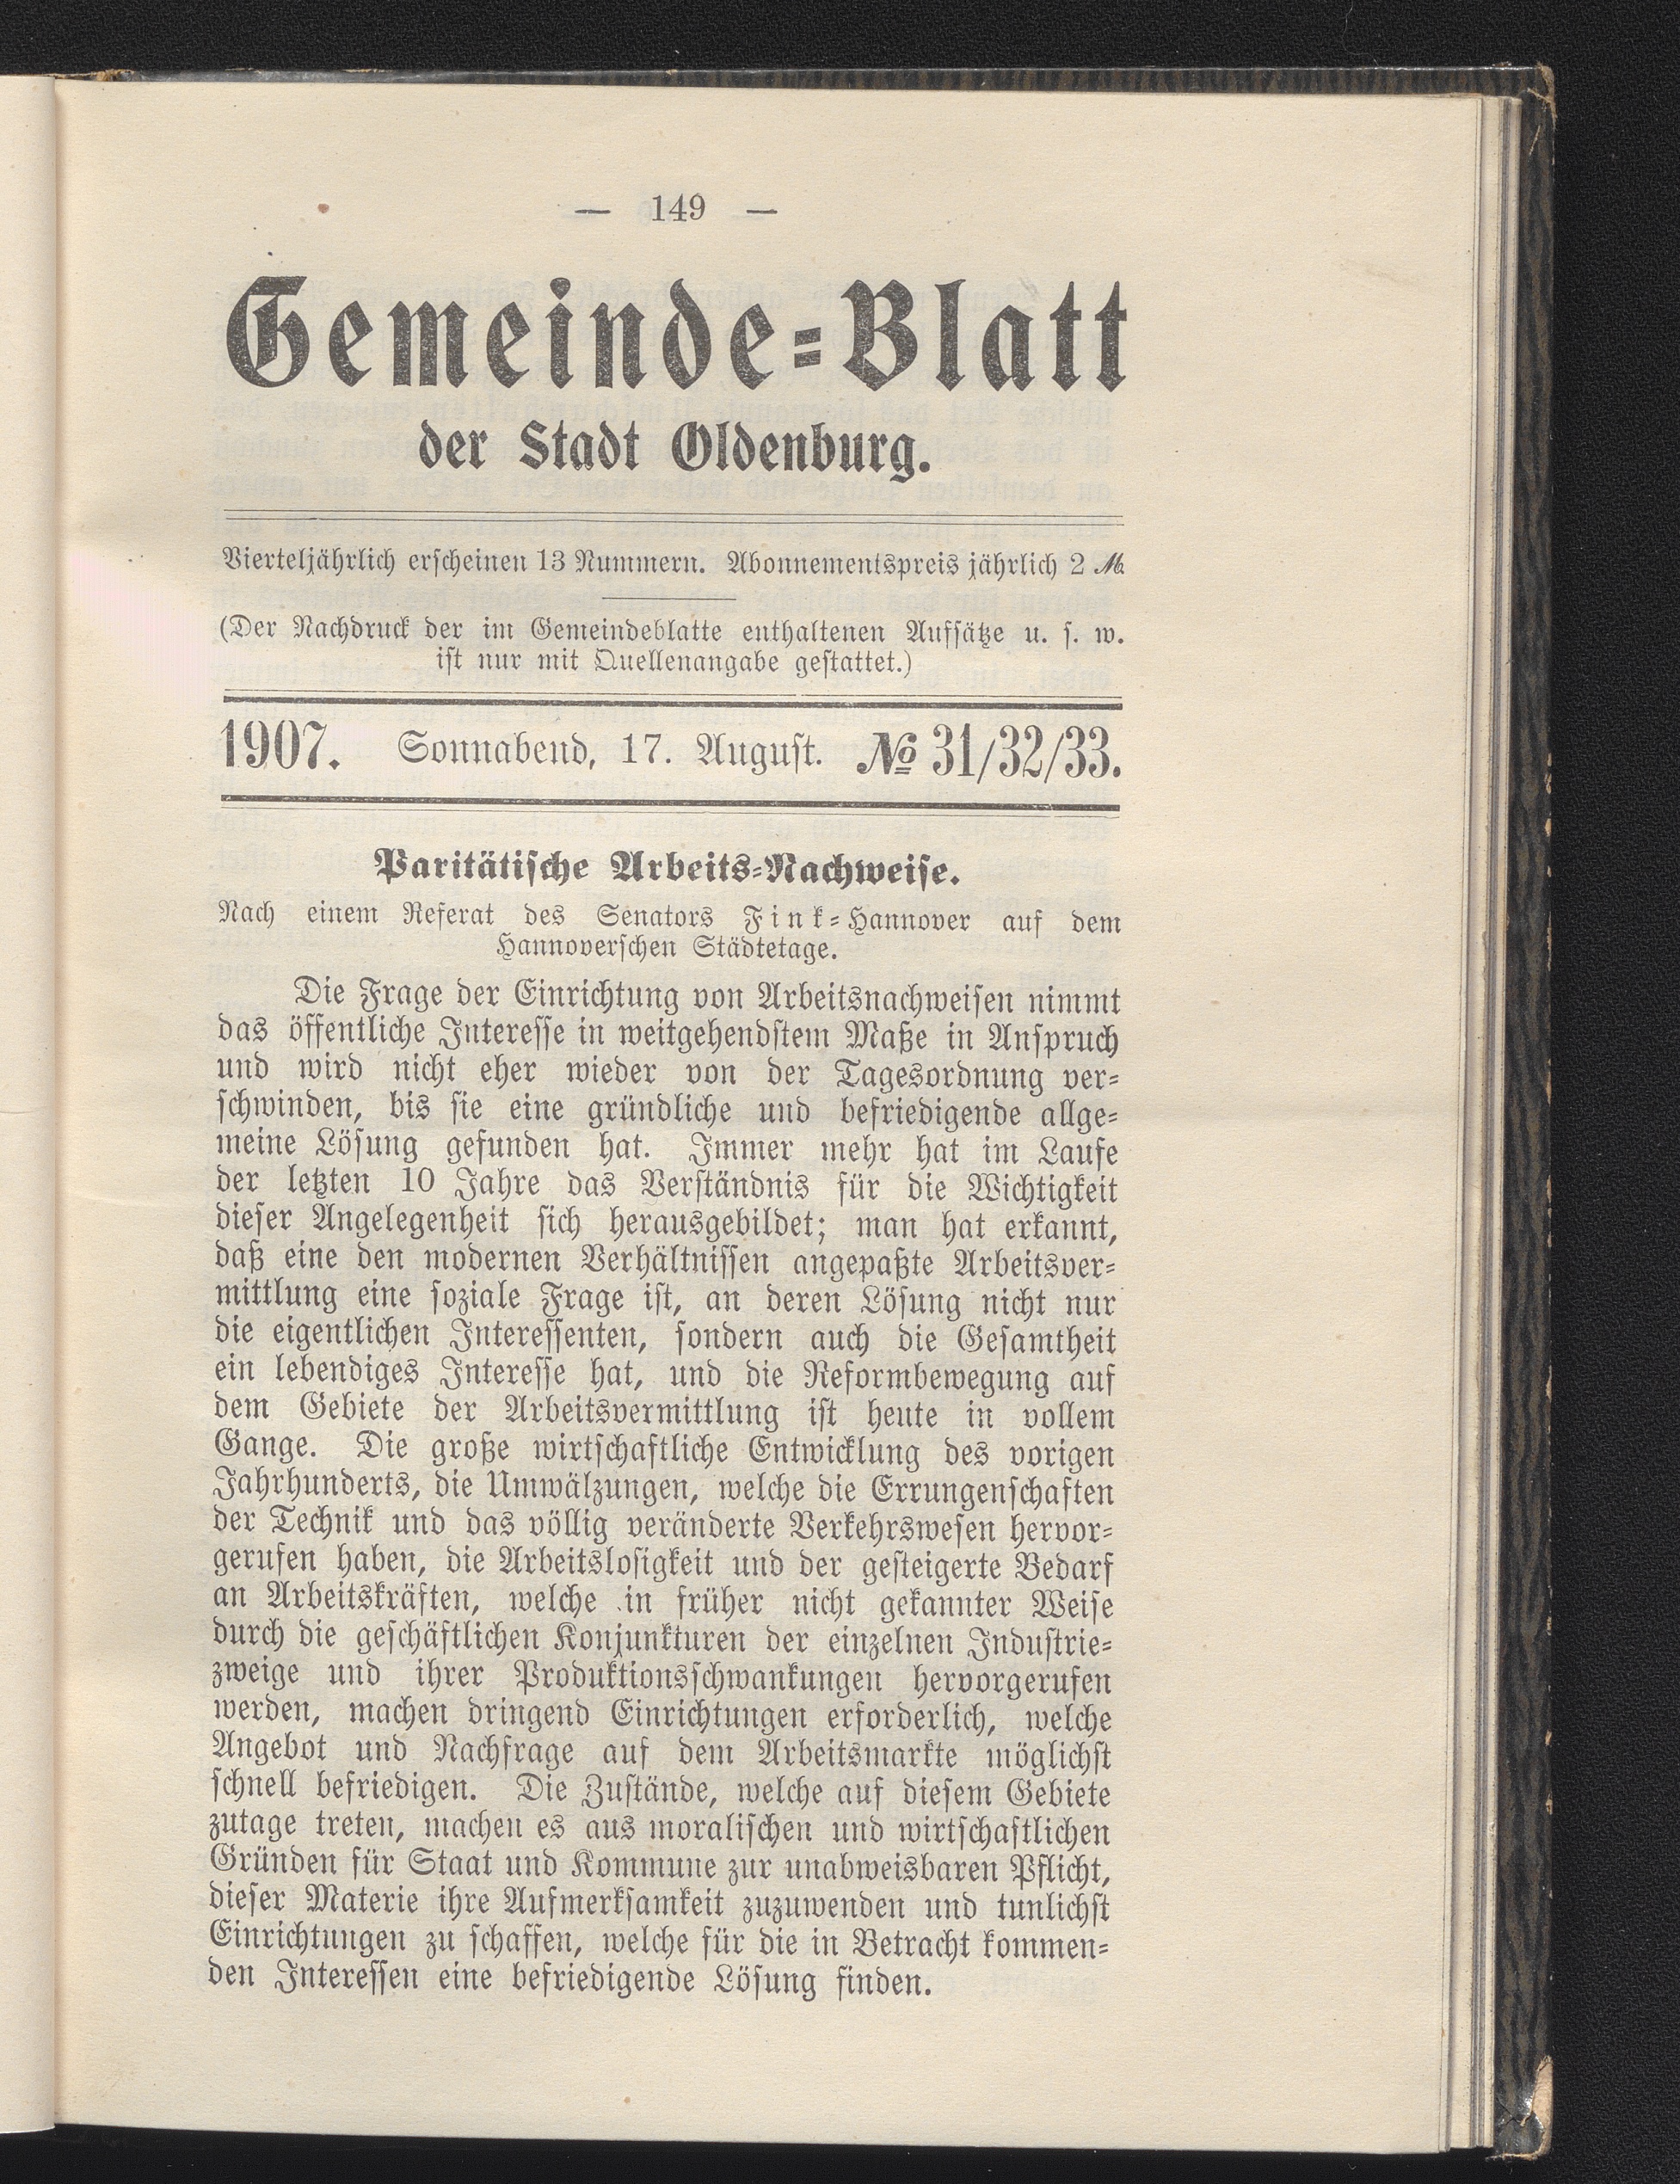 — 149 —
Gemeinde=Blatt
der Stadt Oldenburg.
Vierteljährlich erscheinen 13 Nummern. Abonnementspreis jährlich 2 ℳ
(Der Nachdruck der im Gemeindeblatte enthaltenen Aufsätze u. s. w.
ist nur mit Quellenangabe gestattet.)
1907. Sonnabend, 17. August. № 31/32/33.
Paritätische Arbeits=Nachweise.
Nach einem Referat des Senators Fink=Hannover auf dem
Hannoverschen Städtetage.
Die Frage der Einrichtung von Arbeitsnachweisen nimmt
das öffentliche Interesse in weitgehendstem Maße in Anspruch
und wird nicht eher wieder von der Tagesordnung ver=
schwinden, bis sie eine gründliche und befriedigende allge=
meine Lösung gefunden hat. Immer mehr hat im Laufe
der letzten 10 Jahre das Verständnis für die Wichtigkeit
dieser Angelegenheit sich herausgebildet; man hat erkannt,
daß eine den modernen Verhältnissen angepaßte Arbeitsver=
mittlung eine soziale Frage ist, an deren Lösung nicht nur
die eigentlichen Interessenten, sondern auch die Gesamtheit
ein lebendiges Interesse hat, und die Reformbewegung auf
dem Gebiete der Arbeitsvermittlung ist heute in vollem
Gange. Die große wirtschaftliche Entwicklung des vorigen
Jahrhunderts, die Umwälzungen, welche die Errungenschaften
der Technik und das völlig veränderte Verkehrswesen hervor=
gerufen haben, die Arbeitslosigkeit und der gesteigerte Bedarf
an Arbeitskräften, welche in früher nicht gekannter Weise
durch die geschäftlichen Konjunkturen der einzelnen Industrie=
zweige und ihrer Produktionsschwankungen hervorgerufen
werden, machen dringend Einrichtungen erforderlich, welche
Angebot und Nachfrage auf dem Arbeitsmarkte möglichst
schnell befriedigen. Die Zustände, welche auf diesem Gebiete
zutage treten, machen es aus moralischen und wirtschaftlichen
Gründen für Staat und Kommune zur unabweisbaren Pflicht,
dieser Materie ihre Aufmerksamkeit zuzuwenden und tunlichst
Einrichtungen zu schaffen, welche für die in Betracht kommen=
den Interessen eine befriedigende Lösung finden.